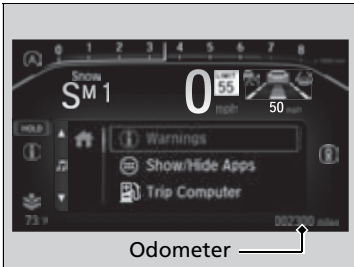 0 1 2 3 4 5 6 7 8
Snow
SM 1
0
mph
LIMIT
55
50
HOLD
Warnings
Show/Hide Apps
Trip Computer
73°F
002300 miles
Odometer